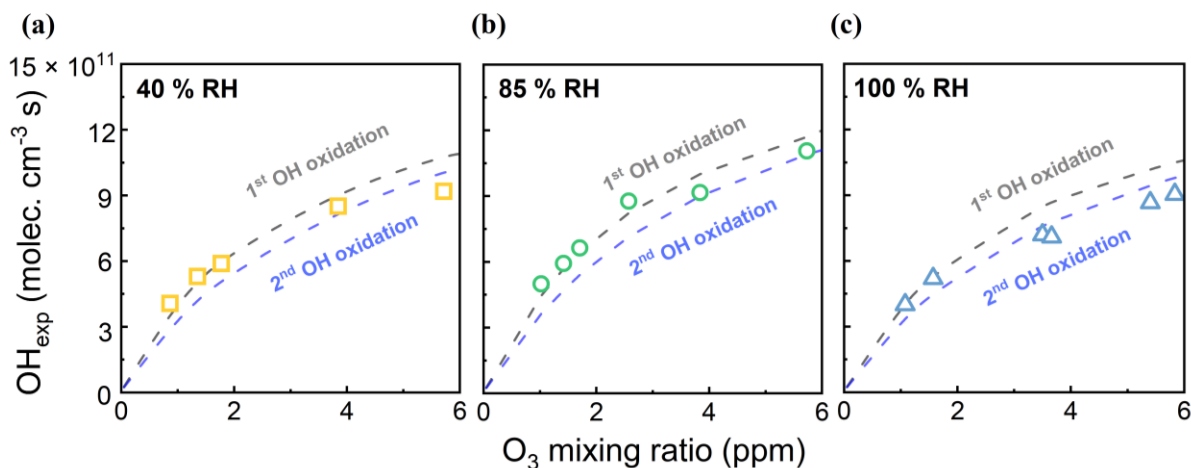 (a)
(b)
(c)
15 × 10¹¹
12
9
6
3
0
OH_exp (molec. cm⁻³ s)
40 % RH
1st OH oxidation
2nd OH oxidation
0 2 4 6
85 % RH
1st OH oxidation
2nd OH oxidation
0 2 4 6
100 % RH
1st OH oxidation
2nd OH oxidation
0 2 4 6
O₃ mixing ratio (ppm)